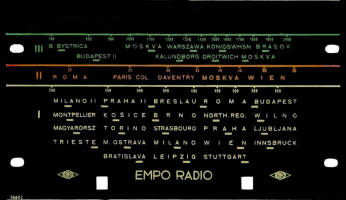 III B. BYSTRICA MOSKVA WARSZAWA KONIGSWHSN BRASOV
BUDAPEST II KALUNDBORG DROITWICH MOSKVA
II ROMA PARIS COL. DAVENTRY MOSKVA WIEN
I
MILANO II PRAHA II BRESLAU ROMA BUDAPEST
MONTPELLIER KOSICE BRNO NORTH.REG. WILNO
MAGYARORSZ TORINO STRASBOURG PRAHA LJUBLJANA
TRIESTE M.OSTRAVA MILANO WIEN INNSBRUCK
BRATISLAVA LEIPZIG STUTTGART
EMPO RADIO